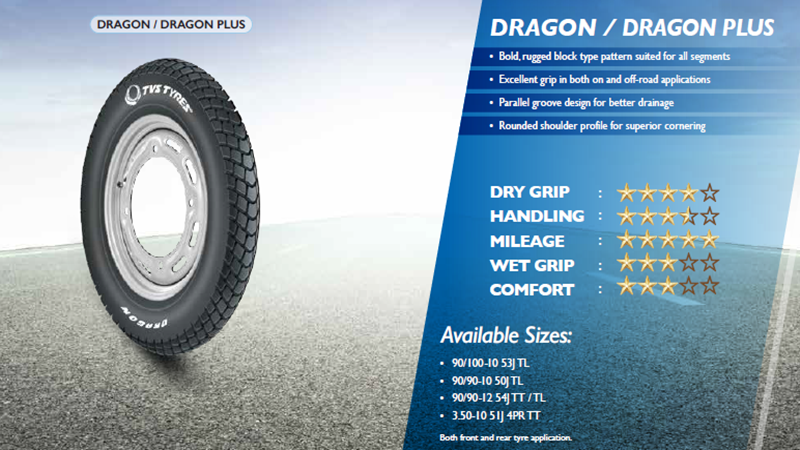 DRAGON / DRAGON PLUS
TVS TYRES
DRAGON
DRAGON / DRAGON PLUS
• Bold, rugged block type pattern suited for all segments
• Excellent grip in both on and off-road applications
• Parallel groove design for better drainage
• Rounded shoulder profile for superior cornering
DRY GRIP :
HANDLING :
MILEAGE :
WET GRIP :
COMFORT :
Available Sizes:
• 90/100-10 53J TL
• 90/90-10 50J TL
• 90/90-12 54J TT / TL
• 3.50-10 51J 4PR TT
Both front and rear tyre application.